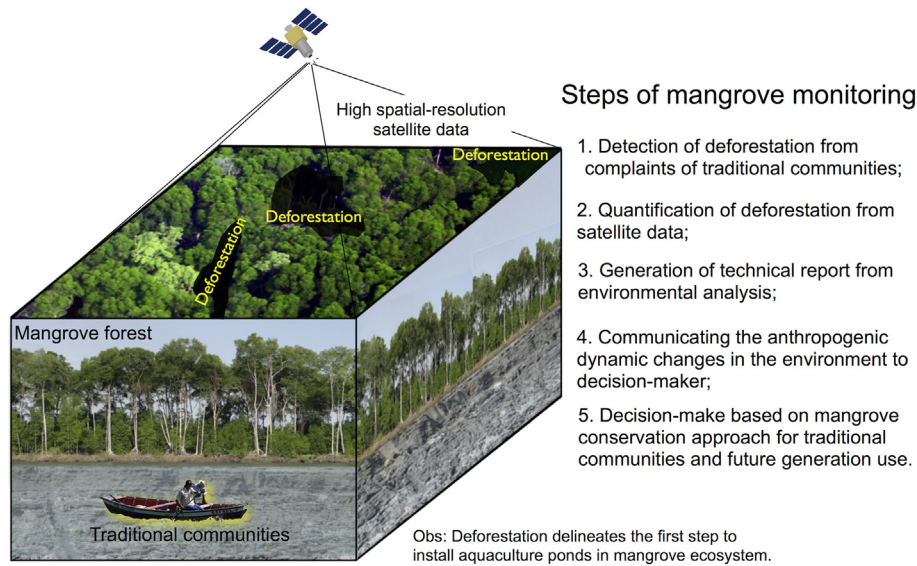 High spatial-resolution
satellite data
Deforestation
Deforestation
Deforestation
Mangrove forest
Traditional communities
Steps of mangrove monitoring
1. Detection of deforestation from
complaints of traditional communities;
2. Quantification of deforestation from
satellite data;
3. Generation of technical report from
environmental analysis;
4. Communicating the anthropogenic
dynamic changes in the environment to
decision-maker;
5. Decision-make based on mangrove
conservation approach for traditional
communities and future generation use.
Obs: Deforestation delineates the first step to
install aquaculture ponds in mangrove ecosystem.